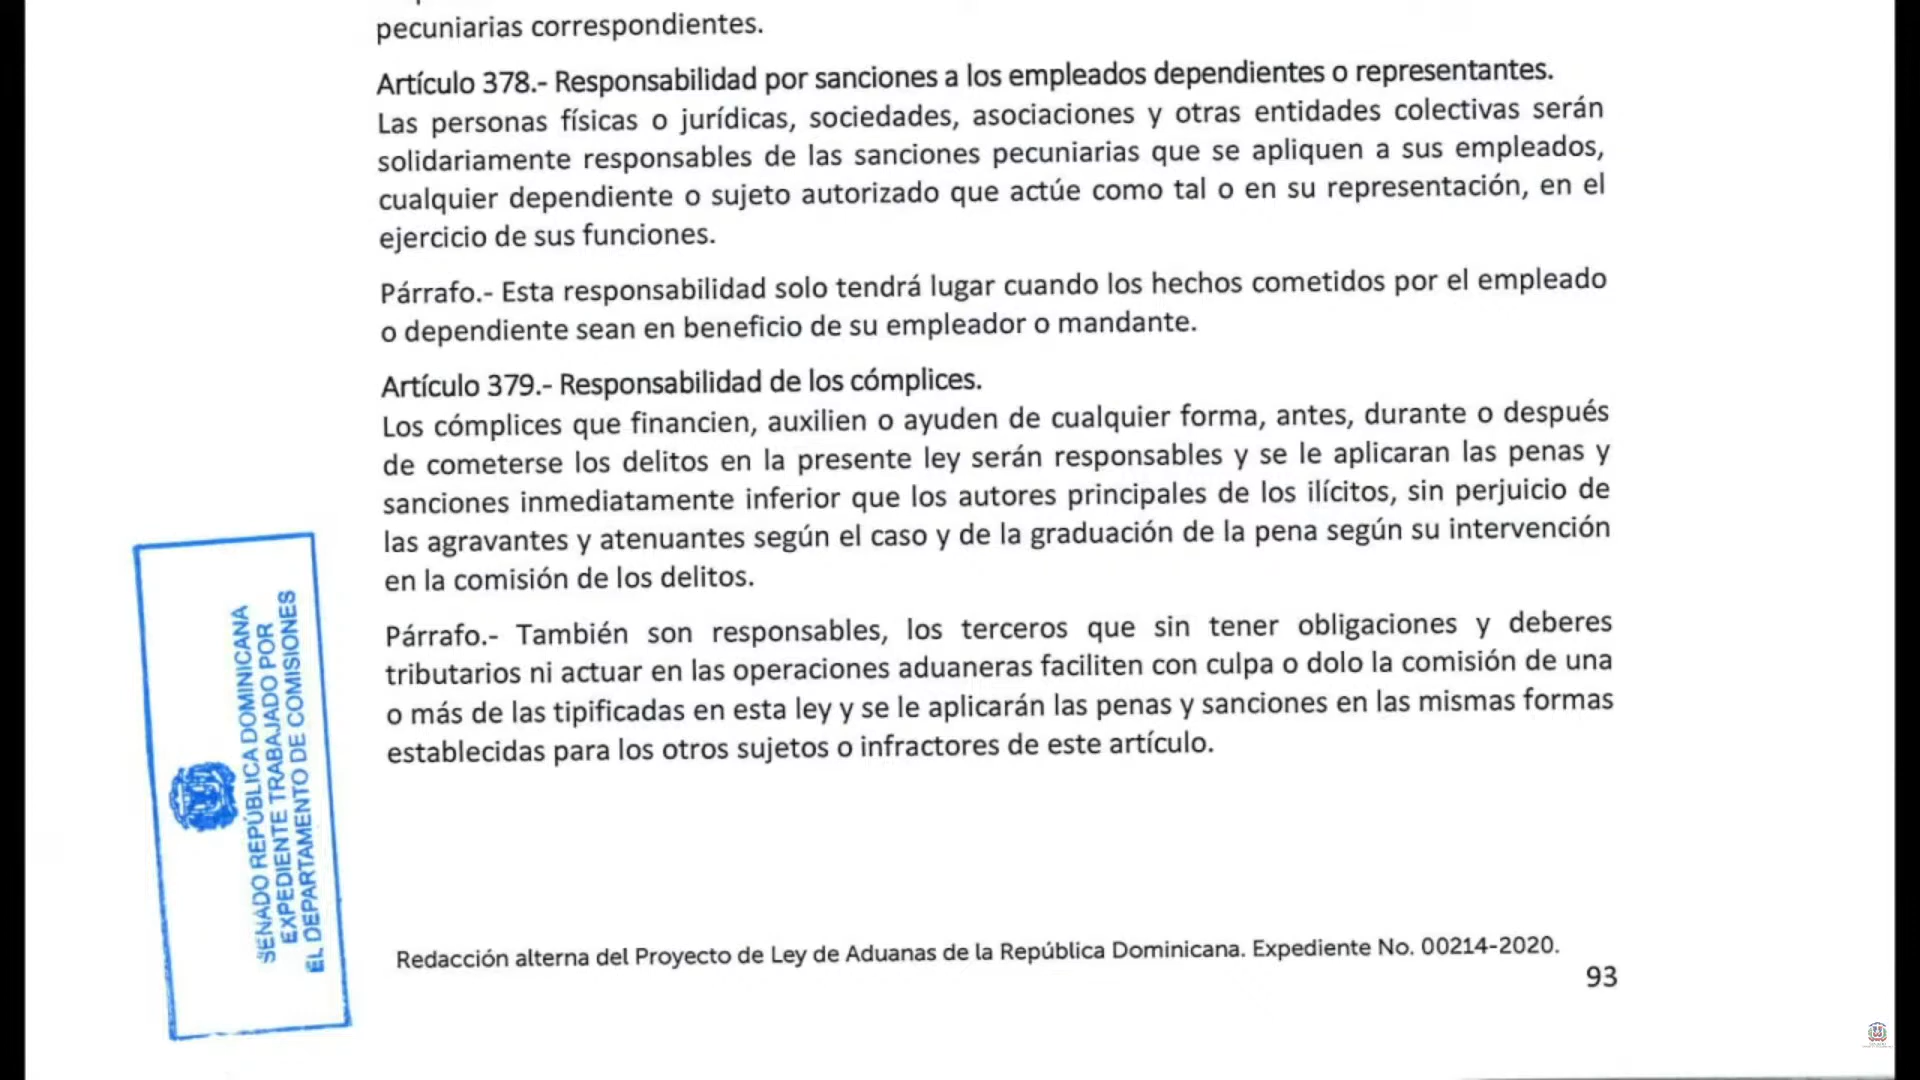 pecuniarias correspondientes.
Artículo 378.- Responsabilidad por sanciones a los empleados dependientes o representantes.
Las personas físicas o jurídicas, sociedades, asociaciones y otras entidades colectivas serán
solidariamente responsables de las sanciones pecuniarias que se apliquen a sus empleados,
cualquier dependiente o sujeto autorizado que actúe como tal o en su representación, en el
ejercicio de sus funciones.
Párrafo.- Esta responsabilidad solo tendrá lugar cuando los hechos cometidos por el empleado
o dependiente sean en beneficio de su empleador o mandante.
Artículo 379.- Responsabilidad de los cómplices.
Los cómplices que financien, auxilien o ayuden de cualquier forma, antes, durante o después
de cometerse los delitos en la presente ley serán responsables y se le aplicaran las penas y
sanciones inmediatamente inferior que los autores principales de los ilícitos, sin perjuicio de
las agravantes y atenuantes según el caso y de la graduación de la pena según su intervención
en la comisión de los delitos.
Párrafo.- También son responsables, los terceros que sin tener obligaciones y deberes
tributarios ni actuar en las operaciones aduaneras faciliten con culpa o dolo la comisión de una
o más de las tipificadas en esta ley y se le aplicarán las penas y sanciones en las mismas formas
establecidas para los otros sujetos o infractores de este artículo.
SENADO REPÚBLICA DOMINICANA
EXPEDIENTE TRABAJADO POR
EL DEPARTAMENTO DE COMISIONES
Redacción alterna del Proyecto de Ley de Aduanas de la República Dominicana. Expediente No. 00214-2020.
93